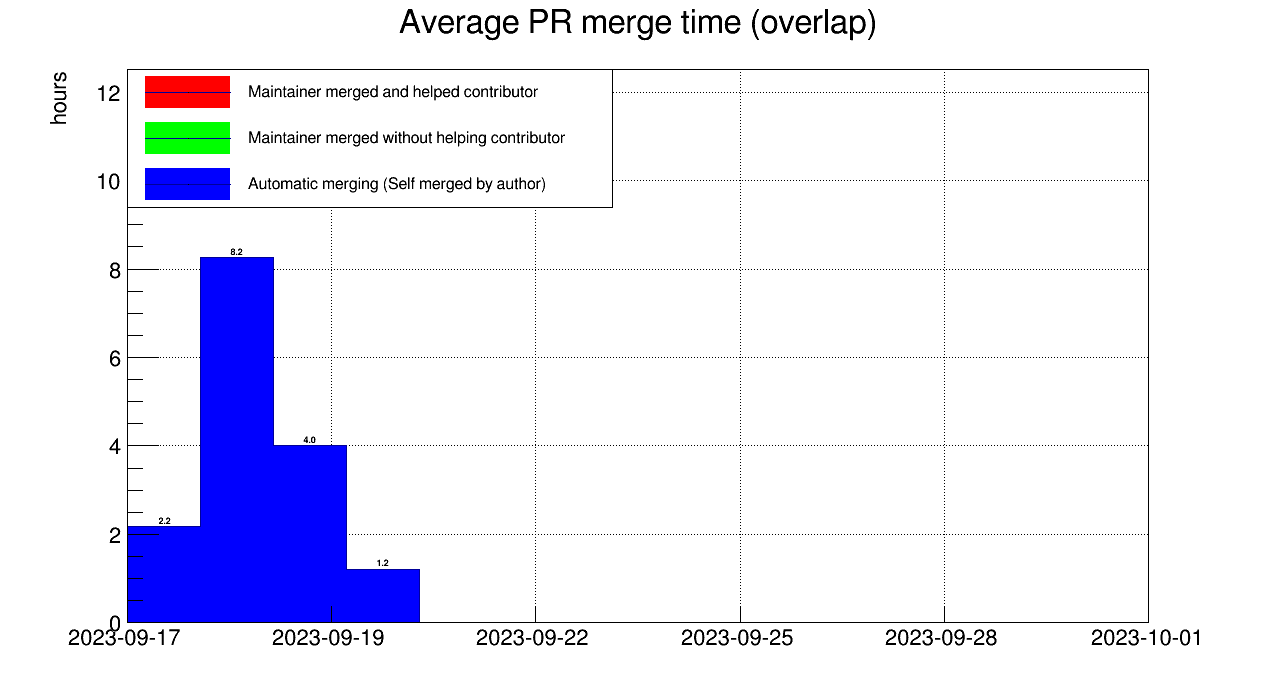 Average PR merge time (overlap)
hours
Maintainer merged and helped contributor
Maintainer merged without helping contributor
Automatic merging (Self merged by author)
12
10
8
6
4
2
0
8.2
4.0
2.2
1.2
2023-09-17 2023-09-19 2023-09-22 2023-09-25 2023-09-28 2023-10-01